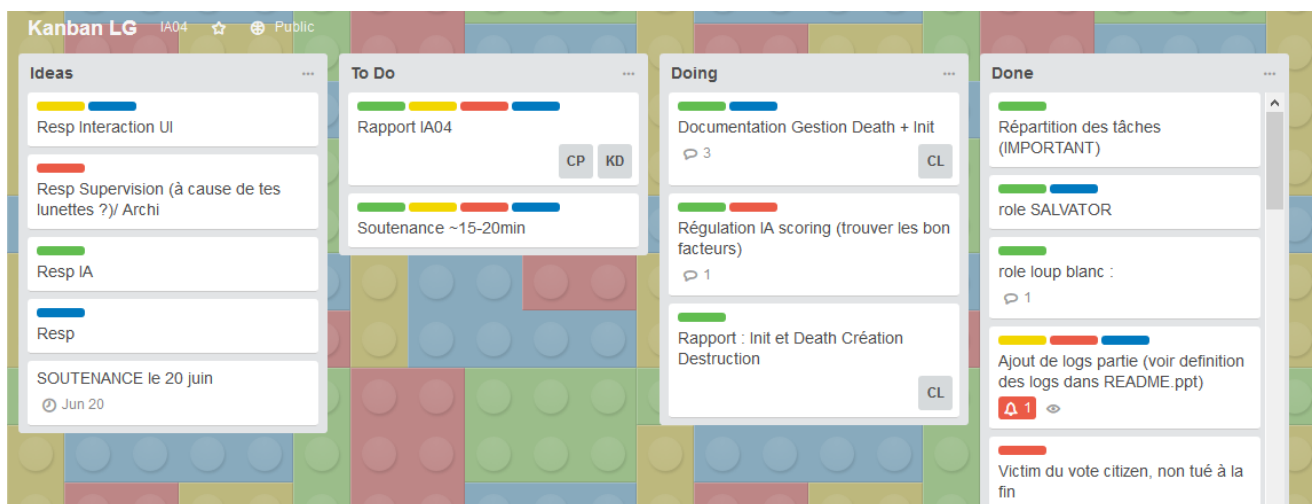 Kanban LG IA04 Public
Ideas ...
Resp Interaction UI
Resp Supervision (à cause de tes
lunettes ?)/ Archi
Resp IA
Resp
SOUTENANCE le 20 juin
Jun 20
To Do ...
Rapport IA04
CP KD
Soutenance ~15-20min
Doing ...
Documentation Gestion Death + Init
3
CL
Régulation IA scoring (trouver les bon
facteurs)
1
Rapport : Init et Death Création
Destruction
CL
Done ...
Répartition des tâches
(IMPORTANT)
role SALVATOR
role loup blanc :
1
Ajout de logs partie (voir definition
des logs dans README.ppt)
1
Victim du vote citizen, non tué à la
fin